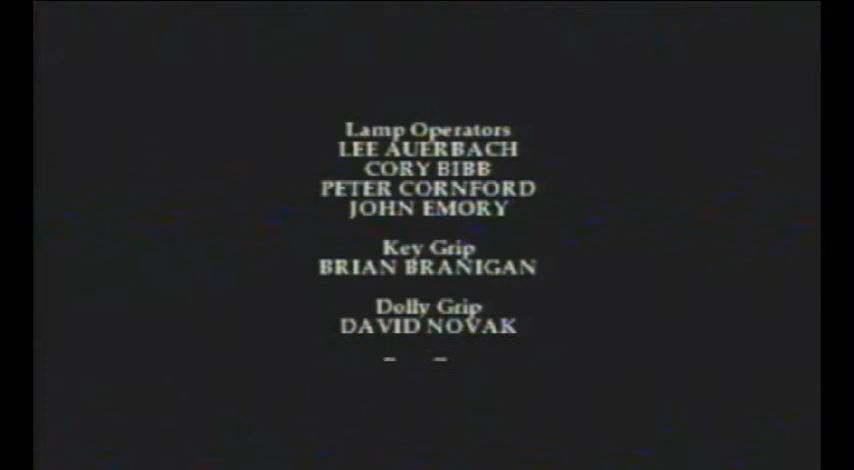 Lamp Operators
LEE AUERBACH
CORY BIBB
PETER CORNFORD
JOHN EMORY
Key Grip
BRIAN BRANIGAN
Dolly Grip
DAVID NOVAK